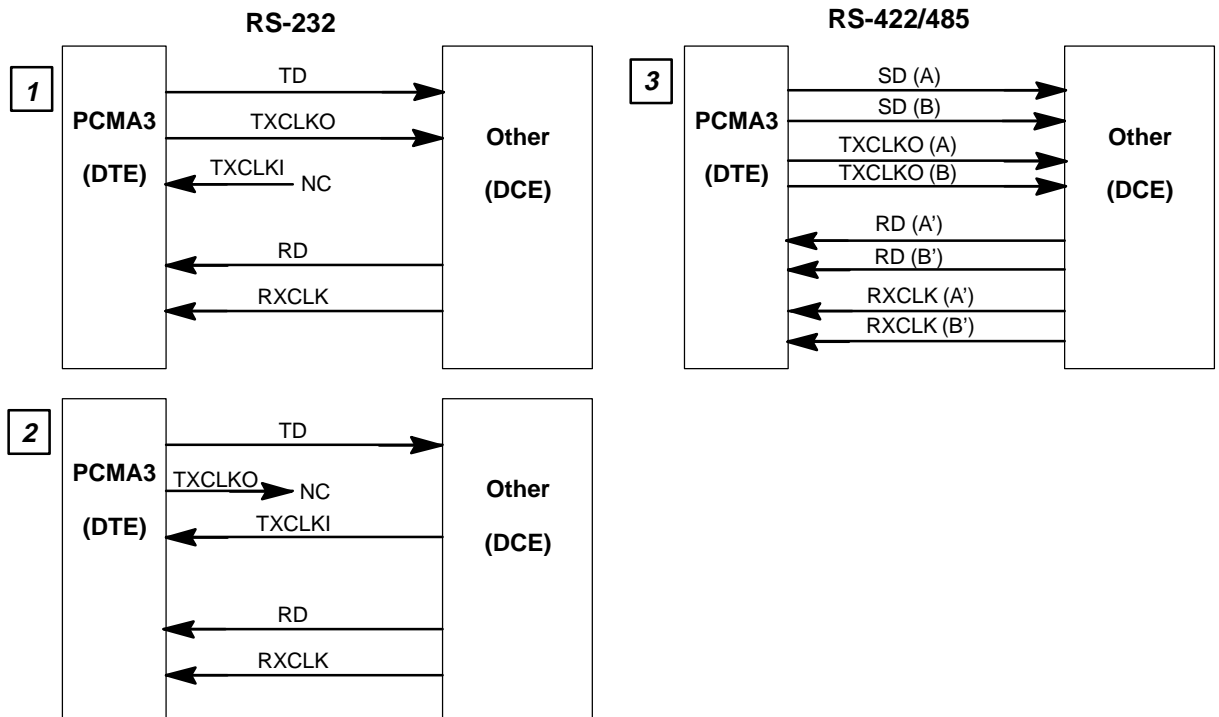 RS-232
1
PCMA3
(DTE)
TD
TXCLKO
TXCLKI
NC
RD
RXCLK
Other
(DCE)
2
PCMA3
(DTE)
TD
TXCLKO
NC
TXCLKI
RD
RXCLK
Other
(DCE)
RS-422/485
3
PCMA3
(DTE)
SD (A)
SD (B)
TXCLKO (A)
TXCLKO (B)
RD (A’)
RD (B’)
RXCLK (A’)
RXCLK (B’)
Other
(DCE)